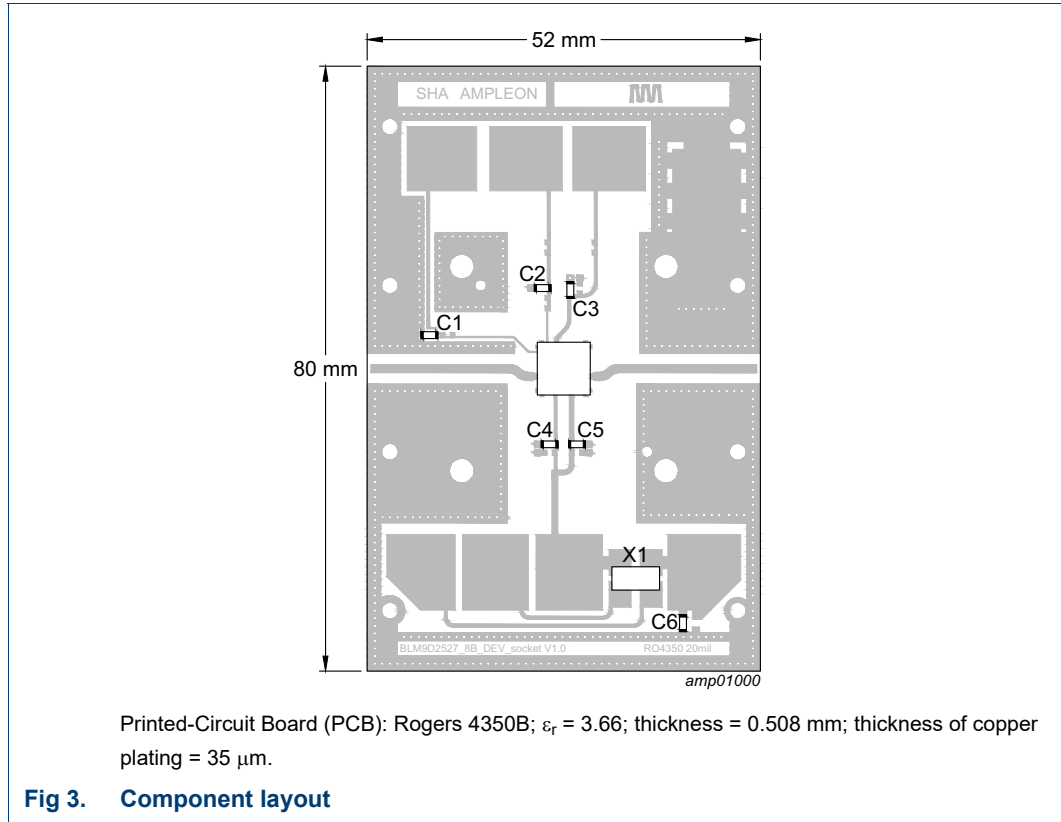 52 mm
SHA AMPLEON
C2
C3
C1
80 mm
C4 C5
X1
C6
BLM9D2527_8B_DEV_socket V1.0 RO4350 20mil
amp01000
Printed-Circuit Board (PCB): Rogers 4350B; εr = 3.66; thickness = 0.508 mm; thickness of copper
plating = 35 μm.
Fig 3. Component layout